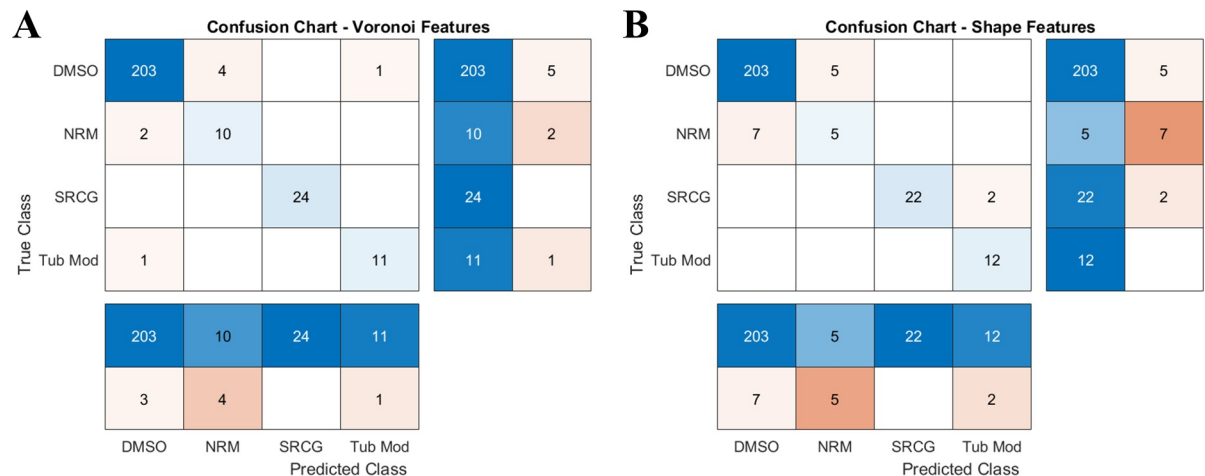 A
Confusion Chart - Voronoi Features
True Class
DMSO 203 4 1 203 5
NRM 2 10 10 2
SRCG 24 24
Tub Mod 1 11 11 1
203 10 24 11
3 4 1
DMSO NRM SRCG Tub Mod
Predicted Class
B
Confusion Chart - Shape Features
True Class
DMSO 203 5 203 5
NRM 7 5 5 7
SRCG 22 2 22 2
Tub Mod 12 12
203 5 22 12
7 5 2
DMSO NRM SRCG Tub Mod
Predicted Class